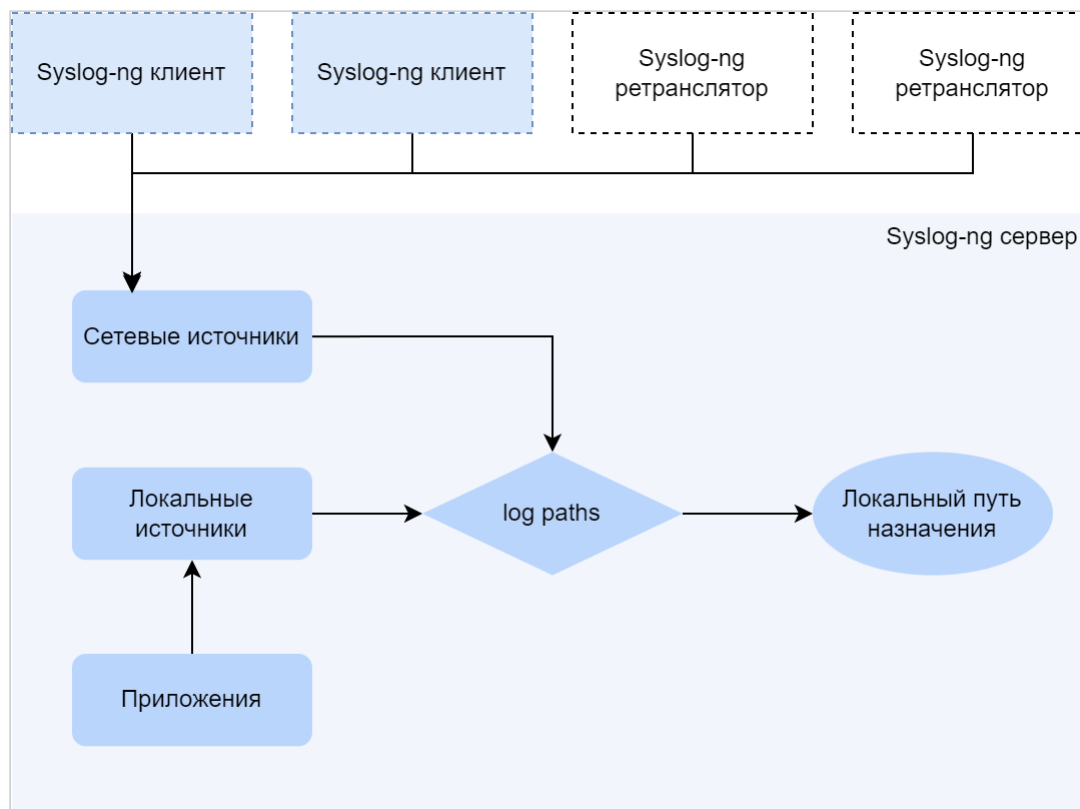 Syslog-ng клиент
Syslog-ng клиент
Syslog-ng
ретранслятор
Syslog-ng
ретранслятор
Syslog-ng сервер
Сетевые источники
Локальные
источники
log paths
Локальный путь
назначения
Приложения